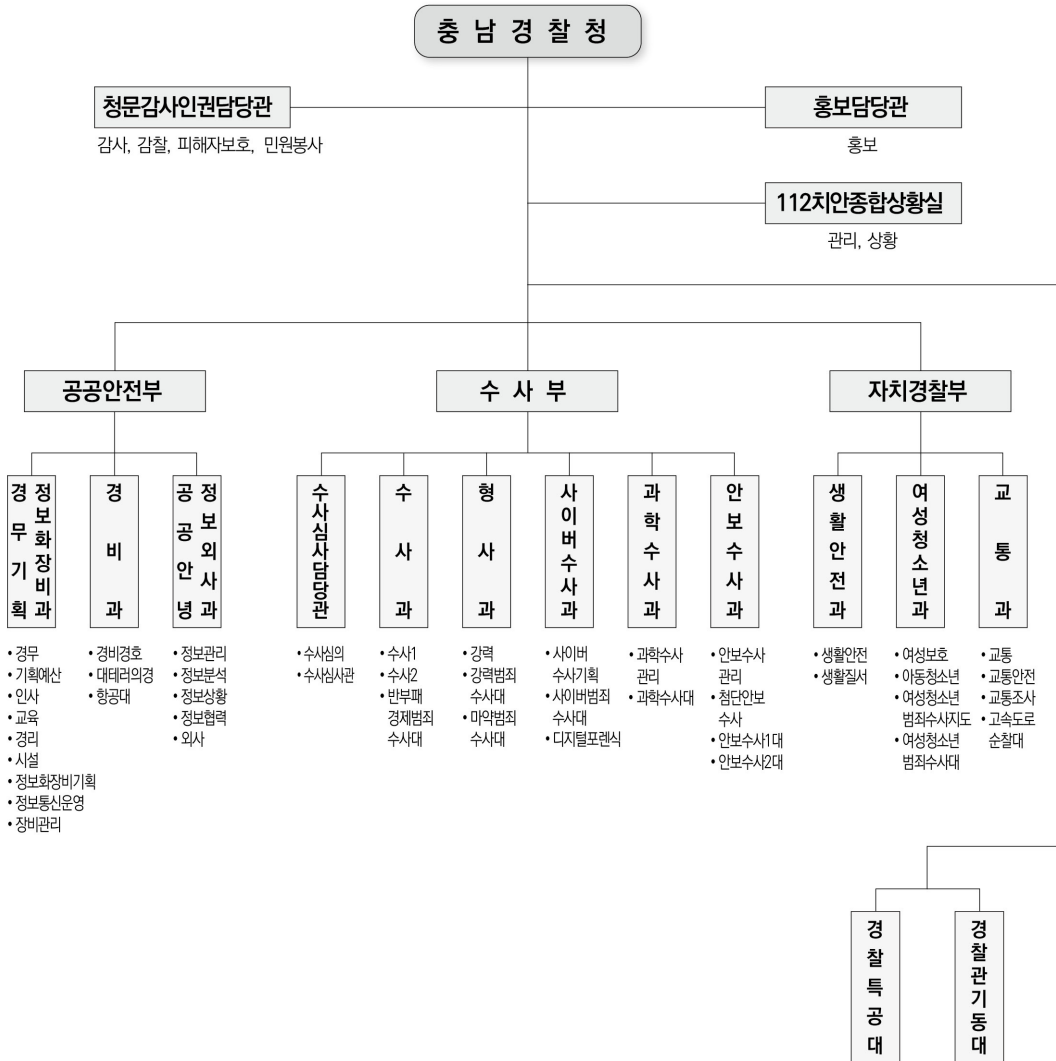 충남경찰청
청문감사인권담당관
감사, 감찰, 피해자보호, 민원봉사
홍보담당관
홍보
112치안종합상황실
관리, 상황
공공안전부
수사부
자치경찰부
경무기획
정보화장비과
경비과
공공안녕
정보외사과
수사심사담당관
수사과
형사과
사이버수사과
과학수사과
안보수사과
생활안전과
여성청소년과
교통과
• 경무
• 기획예산
• 인사
• 교육
• 경리
• 시설
• 정보화장비기획
• 정보통신운영
• 장비관리
• 경비경호
• 대테러의경
• 항공대
• 정보관리
• 정보분석
• 정보상황
• 정보협력
• 외사
• 수사심의
• 수사심사관
• 수사1
• 수사2
• 반부패
경제범죄
수사대
• 강력
• 강력범죄
수사대
• 마약범죄
수사대
• 사이버
수사기획
• 사이버범죄
수사대
• 디지털포렌식
• 과학수사
관리
• 과학수사대
• 안보수사
관리
• 첨단안보
수사
• 안보수사1대
• 안보수사2대
• 생활안전
• 생활질서
• 여성보호
• 아동청소년
• 여성청소년
범죄수사지도
• 여성청소년
범죄수사대
• 교통
• 교통안전
• 교통조사
• 고속도로
순찰대
경찰특공대
경찰관기동대